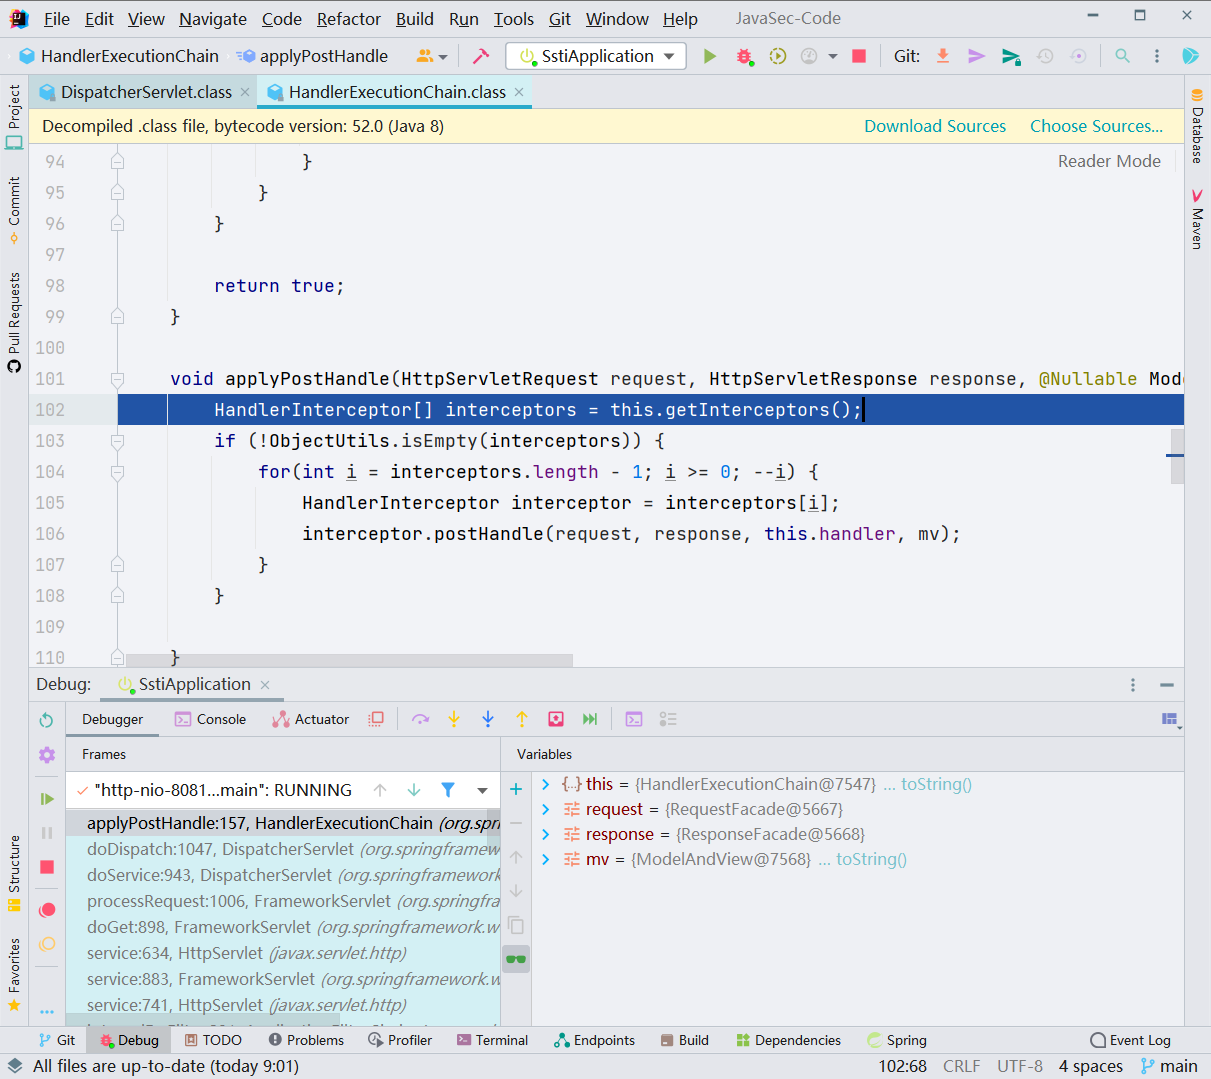 File Edit View Navigate Code Refactor Build Run Tools Git Window Help JavaSec-Code
HandlerExecutionChain applyPostHandle SstiApplication Git:
DispatcherServlet.class HandlerExecutionChain.class
Decompiled .class file, bytecode version: 52.0 (Java 8) Download Sources Choose Sources...
Reader Mode
94 }
95 }
96 }
97
98 return true;
99 }
100
101 void applyPostHandle(HttpServletRequest request, HttpServletResponse response, @Nullable Mod
102 HandlerInterceptor[] interceptors = this.getInterceptors();
103 if (!ObjectUtils.isEmpty(interceptors)) {
104 for(int i = interceptors.length - 1; i >= 0; --i) {
105 HandlerInterceptor interceptor = interceptors[i];
106 interceptor.postHandle(request, response, this.handler, mv);
107 }
108 }
109
110 }
Project
Commit
Pull Requests
Structure
Favorites
Database
Maven
Debug: SstiApplication
Debugger Console Actuator
Frames
"http-nio-8081...main": RUNNING
applyPostHandle:157, HandlerExecutionChain (org.spri
doDispatch:1047, DispatcherServlet (org.springframew
doService:943, DispatcherServlet (org.springframework
processRequest:1006, FrameworkServlet (org.springfra
doGet:898, FrameworkServlet (org.springframework.w
service:634, HttpServlet (javax.servlet.http)
service:883, FrameworkServlet (org.springframework.w
service:741, HttpServlet (javax.servlet.http)
Variables
this = {HandlerExecutionChain@7547} ... toString()
request = {RequestFacade@5667}
response = {ResponseFacade@5668}
mv = {ModelAndView@7568} ... toString()
Git Debug TODO Problems Profiler Terminal Endpoints Build Dependencies Spring Event Log
All files are up-to-date (today 9:01) 102:68 CRLF UTF-8 4 spaces main